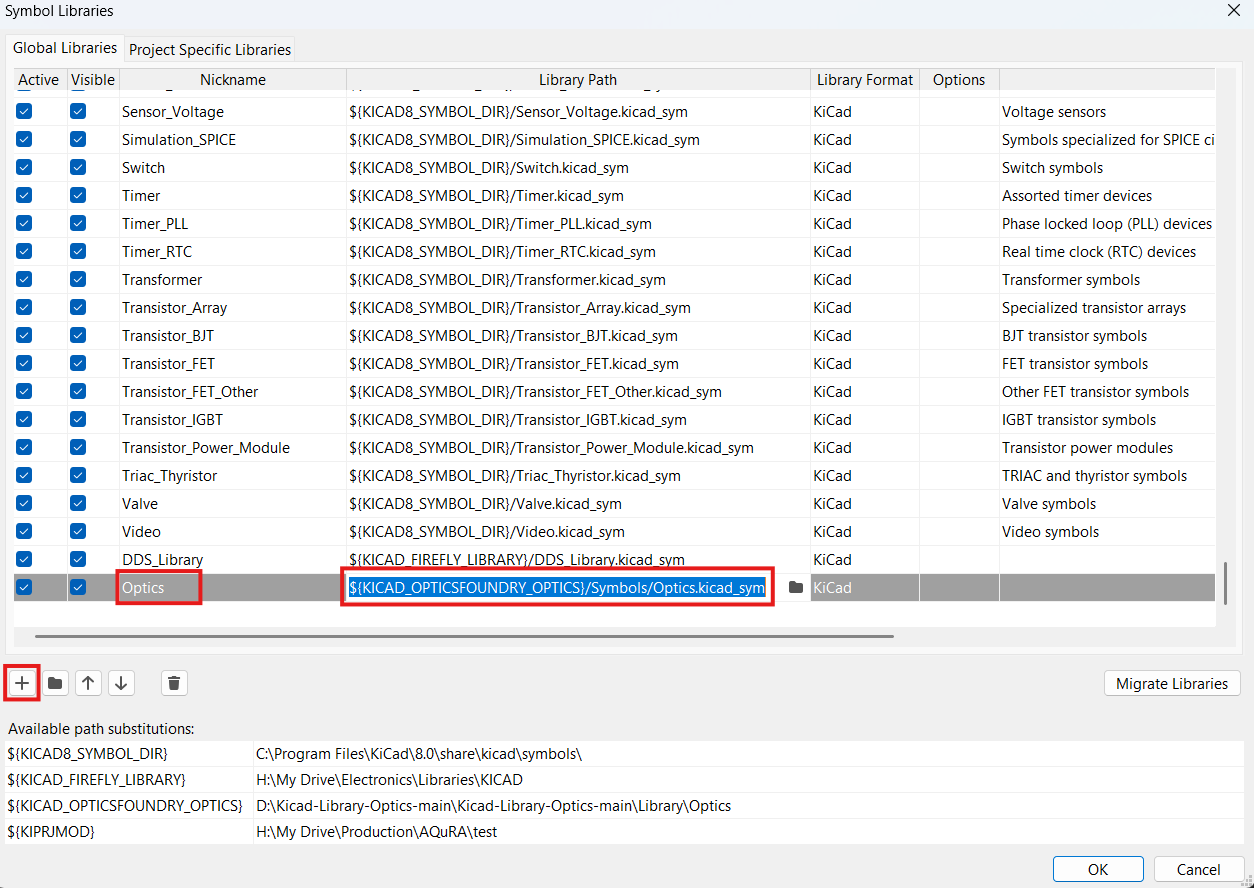 Symbol Libraries
Global Libraries Project Specific Libraries
Active Visible Nickname Library Path Library Format Options
Sensor_Voltage ${KICAD8_SYMBOL_DIR}/Sensor_Voltage.kicad_sym KiCad Voltage sensors
Simulation_SPICE ${KICAD8_SYMBOL_DIR}/Simulation_SPICE.kicad_sym KiCad Symbols specialized for SPICE ci
Switch ${KICAD8_SYMBOL_DIR}/Switch.kicad_sym KiCad Switch symbols
Timer ${KICAD8_SYMBOL_DIR}/Timer.kicad_sym KiCad Assorted timer devices
Timer_PLL ${KICAD8_SYMBOL_DIR}/Timer_PLL.kicad_sym KiCad Phase locked loop (PLL) devices
Timer_RTC ${KICAD8_SYMBOL_DIR}/Timer_RTC.kicad_sym KiCad Real time clock (RTC) devices
Transformer ${KICAD8_SYMBOL_DIR}/Transformer.kicad_sym KiCad Transformer symbols
Transistor_Array ${KICAD8_SYMBOL_DIR}/Transistor_Array.kicad_sym KiCad Specialized transistor arrays
Transistor_BJT ${KICAD8_SYMBOL_DIR}/Transistor_BJT.kicad_sym KiCad BJT transistor symbols
Transistor_FET ${KICAD8_SYMBOL_DIR}/Transistor_FET.kicad_sym KiCad FET transistor symbols
Transistor_FET_Other ${KICAD8_SYMBOL_DIR}/Transistor_FET_Other.kicad_sym KiCad Other FET transistor symbols
Transistor_IGBT ${KICAD8_SYMBOL_DIR}/Transistor_IGBT.kicad_sym KiCad IGBT transistor symbols
Transistor_Power_Module ${KICAD8_SYMBOL_DIR}/Transistor_Power_Module.kicad_sym KiCad Transistor power modules
Triac_Thyristor ${KICAD8_SYMBOL_DIR}/Triac_Thyristor.kicad_sym KiCad TRIAC and thyristor symbols
Valve ${KICAD8_SYMBOL_DIR}/Valve.kicad_sym KiCad Valve symbols
Video ${KICAD8_SYMBOL_DIR}/Video.kicad_sym KiCad Video symbols
DDS_Library ${KICAD_FIREFLY_LIBRARY}/DDS_Library.kicad_sym KiCad
Optics ${KICAD_OPTICSFOUNDRY_OPTICS}/Symbols/Optics.kicad_sym KiCad
Migrate Libraries
Available path substitutions:
${KICAD8_SYMBOL_DIR} C:\Program Files\KiCad\8.0\share\kicad\symbols\
${KICAD_FIREFLY_LIBRARY} H:\My Drive\Electronics\Libraries\KICAD
${KICAD_OPTICSFOUNDRY_OPTICS} D:\Kicad-Library-Optics-main\Kicad-Library-Optics-main\Library\Optics
${KIPRJMOD} H:\My Drive\Production\AQuRA\test
OK Cancel